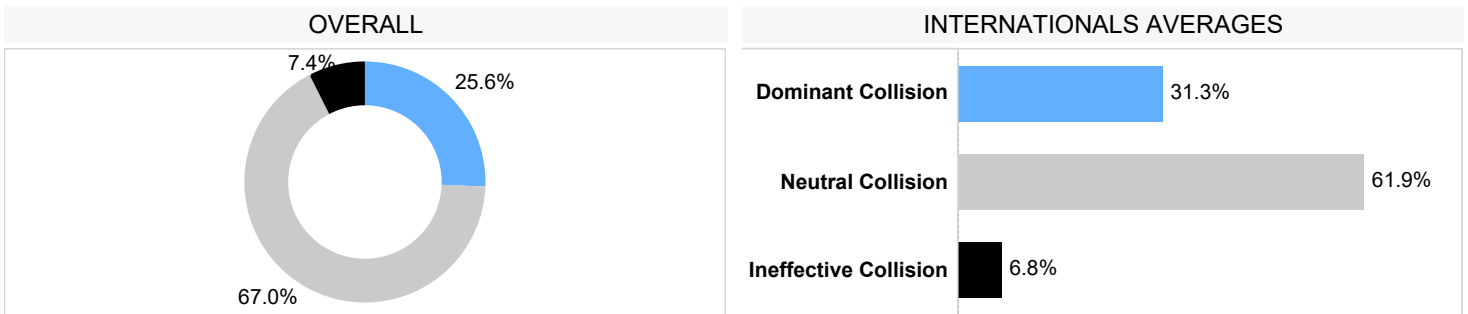 OVERALL
7.4%
25.6%
67.0%
INTERNATIONALS AVERAGES
Dominant Collision 31.3%
Neutral Collision 61.9%
Ineffective Collision 6.8%